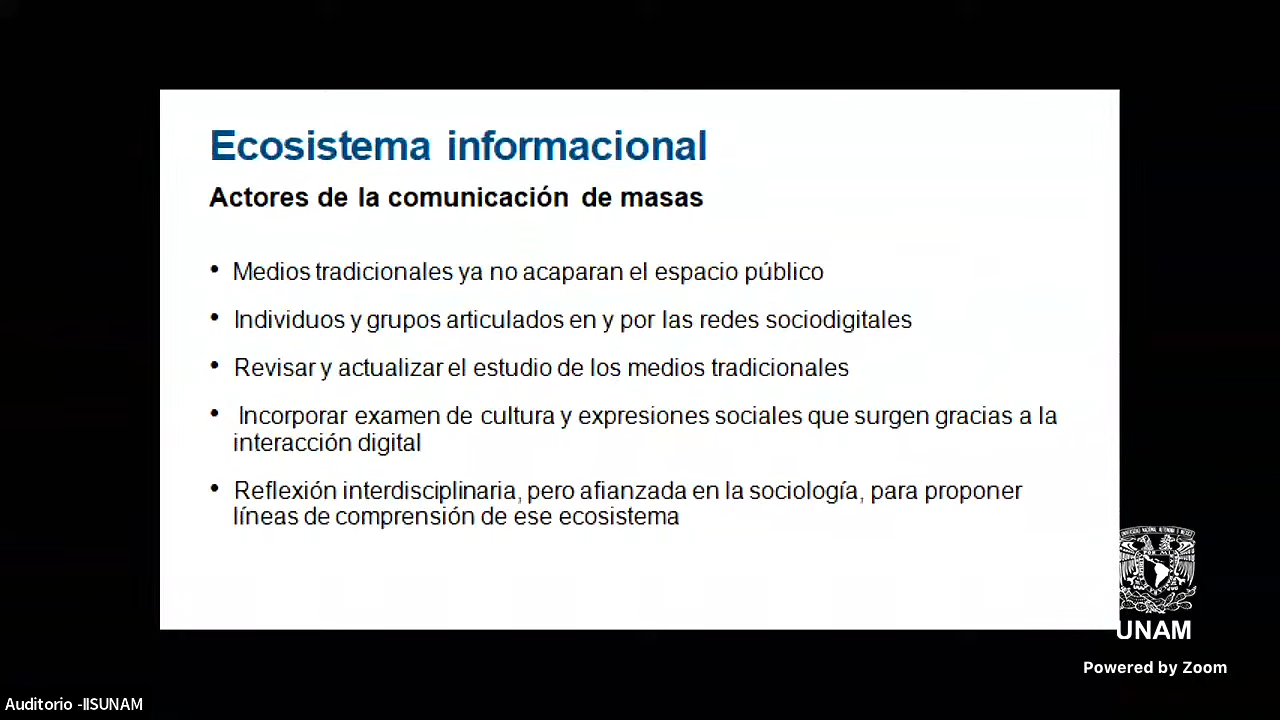 Ecosistema informacional
Actores de la comunicación de masas
• Medios tradicionales ya no acaparan el espacio público
• Individuos y grupos articulados en y por las redes sociodigitales
• Revisar y actualizar el estudio de los medios tradicionales
• Incorporar examen de cultura y expresiones sociales que surgen gracias a la
interacción digital
• Reflexión interdisciplinaria, pero afianzada en la sociología, para proponer
líneas de comprensión de ese ecosistema
UNAM
Powered by Zoom
Auditorio -IISUNAM